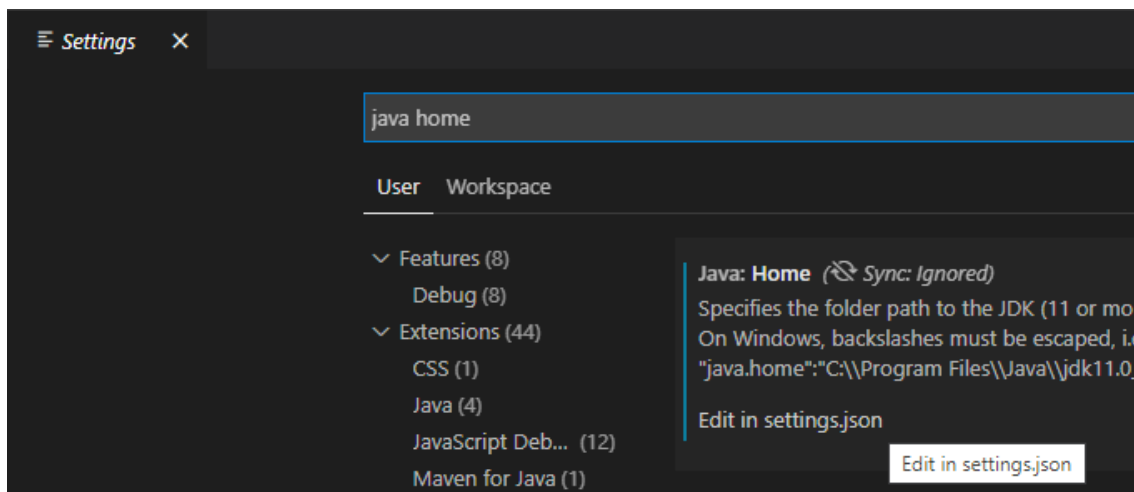 Settings
java home
User Workspace
Features (8)
Debug (8)
Extensions (44)
CSS (1)
Java (4)
JavaScript Deb... (12)
Maven for Java (1)
Java: Home (Sync: Ignored)
Specifies the folder path to the JDK (11 or mo
On Windows, backslashes must be escaped, i.
"java.home":"C:\\Program Files\\Java\\jdk11.0_
Edit in settings.json
Edit in settings.json